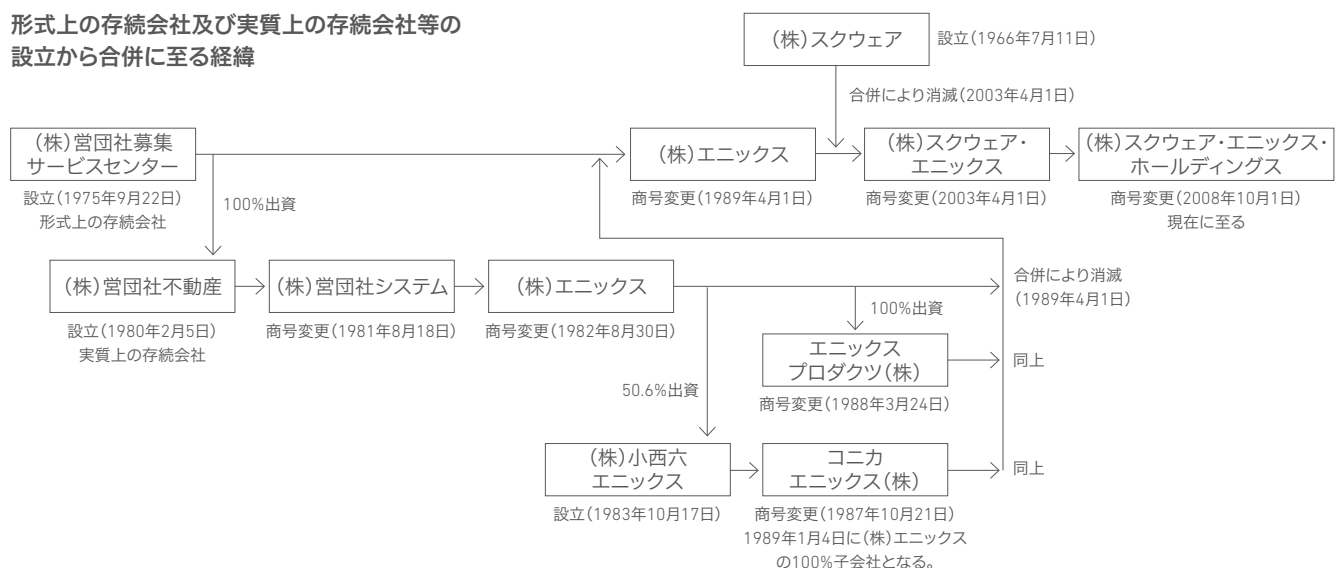 形式上の存続会社及び実質上の存続会社等の
設立から合併に至る経緯
(株)スクウェア
設立(1966年7月11日)
合併により消滅(2003年4月1日)
(株)営団社募集
サービスセンター
設立(1975年9月22日)
形式上の存続会社
100%出資
(株)エニックス
商号変更(1989年4月1日)
(株)スクウェア・
エニックス
商号変更(2003年4月1日)
(株)スクウェア・エニックス・
ホールディングス
商号変更(2008年10月1日)
現在に至る
(株)営団社不動産
設立(1980年2月5日)
実質上の存続会社
(株)営団社システム
商号変更(1981年8月18日)
(株)エニックス
商号変更(1982年8月30日)
合併により消滅
(1989年4月1日)
100%出資
エニックス
プロダクツ(株)
商号変更(1988年3月24日)
同上
50.6%出資
(株)小西六
エニックス
設立(1983年10月17日)
コニカ
エニックス(株)
商号変更(1987年10月21日)
1989年1月4日に(株)エニックス
の100%子会社となる。
同上